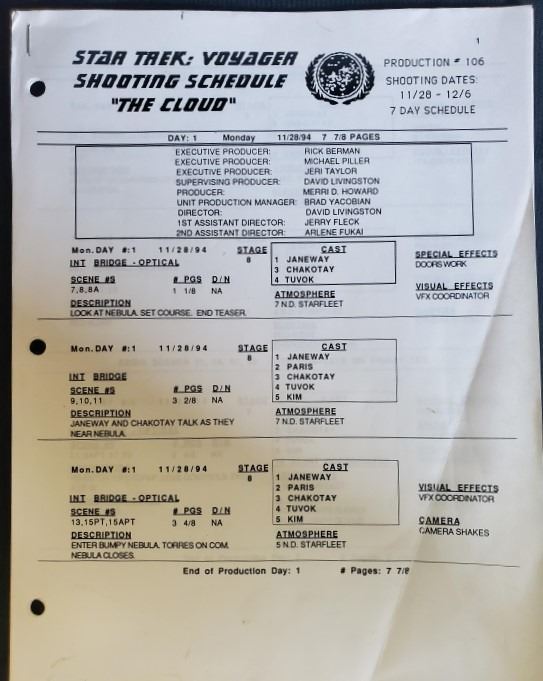 1
STAR TREK: VOYAGER
SHOOTING SCHEDULE
"THE CLOUD"
PRODUCTION # 106
SHOOTING DATES:
11/28 - 12/6
7 DAY SCHEDULE
DAY: 1 Monday 11/28/94 7 7/8 PAGES
EXECUTIVE PRODUCER: RICK BERMAN
EXECUTIVE PRODUCER: MICHAEL PILLER
EXECUTIVE PRODUCER: JERI TAYLOR
SUPERVISING PRODUCER: DAVID LIVINGSTON
PRODUCER: MERRI D. HOWARD
UNIT PRODUCTION MANAGER: BRAD YACOBIAN
DIRECTOR: DAVID LIVINGSTON
1ST ASSISTANT DIRECTOR: JERRY FLECK
2ND ASSISTANT DIRECTOR: ARLENE FUKAI
Mon. DAY #:1 11/28/94 STAGE
8
INT BRIDGE - OPTICAL
SCENE #S # PGS D/N
7,8,8A 1 1/8 NA
DESCRIPTION
LOOK AT NEBULA. SET COURSE. END TEASER.
CAST
1 JANEWAY
3 CHAKOTAY
4 TUVOK
ATMOSPHERE
7 N.D. STARFLEET
SPECIAL EFFECTS
DOORS WORK
VISUAL EFFECTS
VFX COORDINATOR
Mon. DAY #:1 11/28/94 STAGE
8
INT BRIDGE
SCENE #S # PGS D/N
9,10,11 3 2/8 NA
DESCRIPTION
JANEWAY AND CHAKOTAY TALK AS THEY
NEAR NEBULA.
CAST
1 JANEWAY
2 PARIS
3 CHAKOTAY
4 TUVOK
5 KIM
ATMOSPHERE
7 N.D. STARFLEET
Mon. DAY #:1 11/28/94 STAGE
8
INT BRIDGE - OPTICAL
SCENE #S # PGS D/N
13,15PT,15APT 3 4/8 NA
DESCRIPTION
ENTER BUMPY NEBULA. TORRES ON COM.
NEBULA CLOSES.
CAST
1 JANEWAY
2 PARIS
3 CHAKOTAY
4 TUVOK
5 KIM
ATMOSPHERE
5 N.D. STARFLEET
VISUAL EFFECTS
VFX COORDINATOR
CAMERA
CAMERA SHAKES
End of Production Day: 1 # Pages: 7 7/8